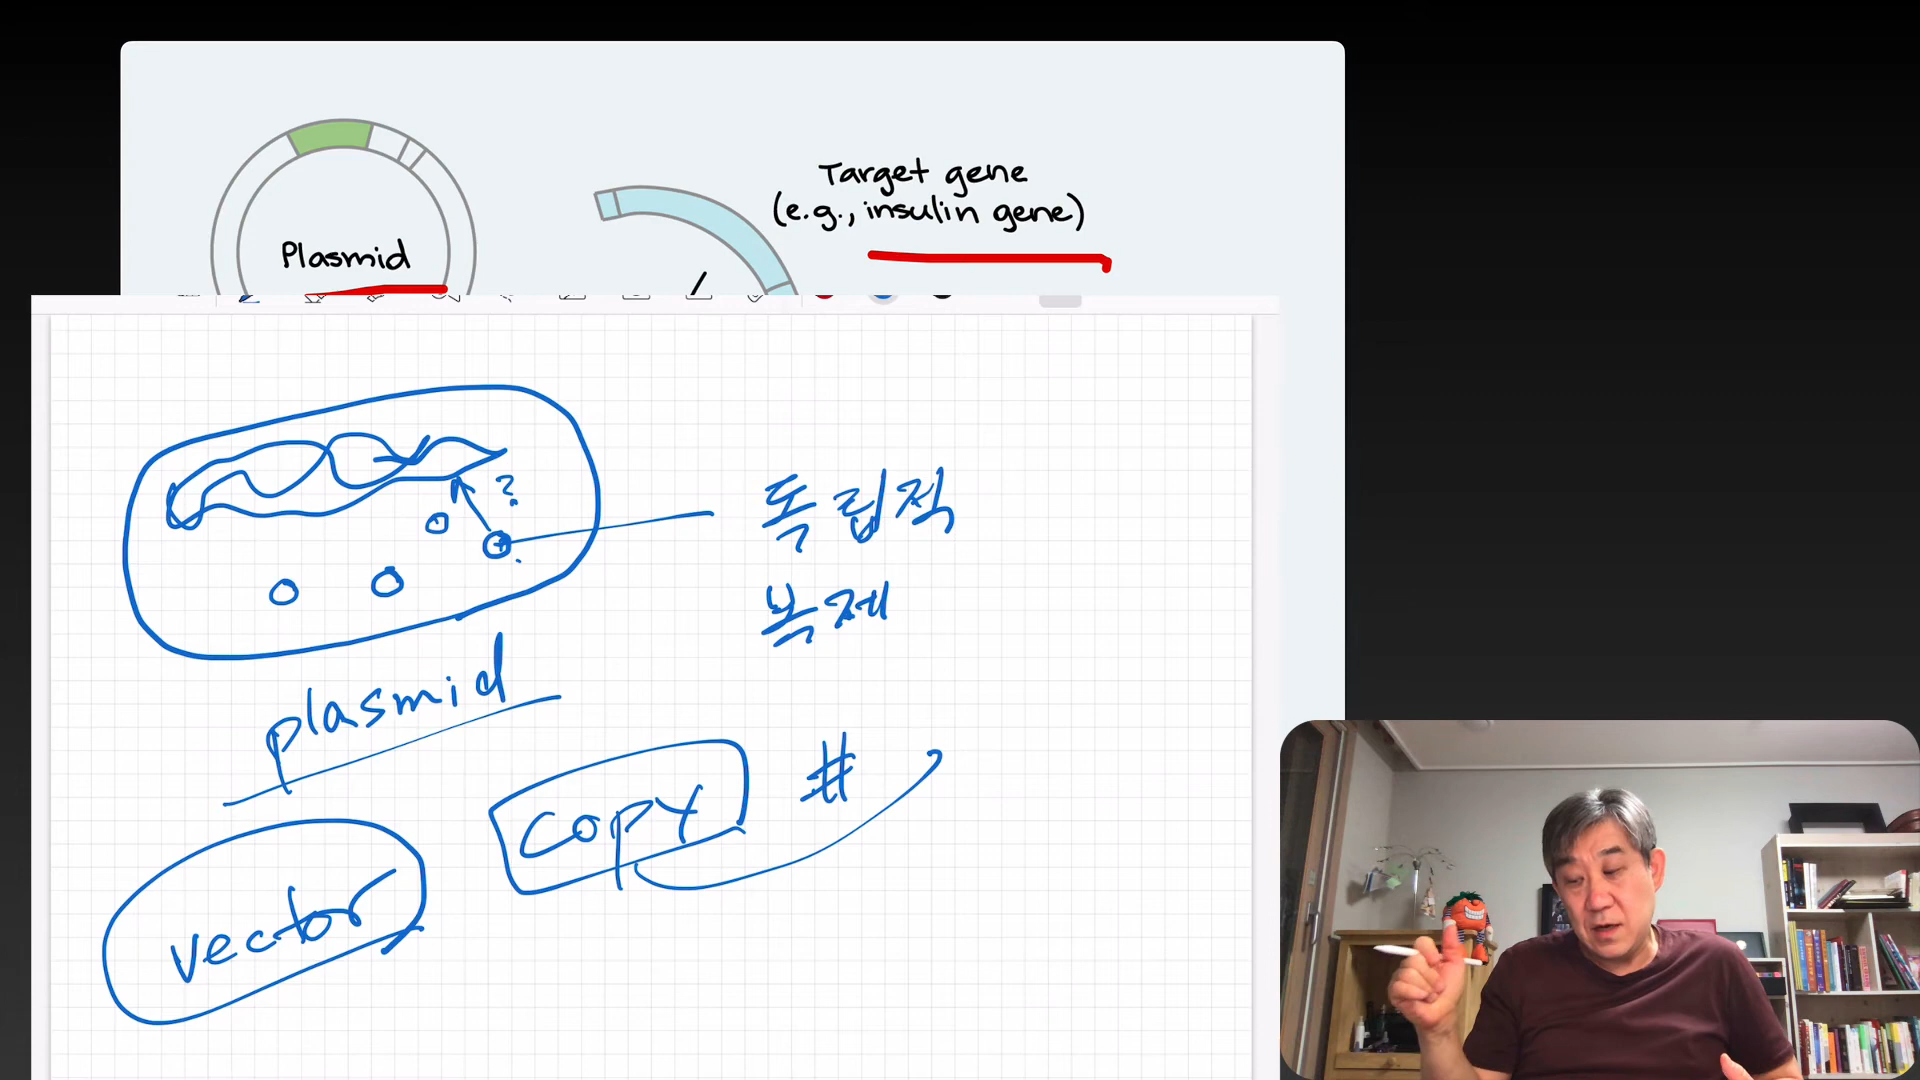 Target gene
(e.g., insulin gene)
Plasmid
?
독립적
복제
plasmid
copy #
vector